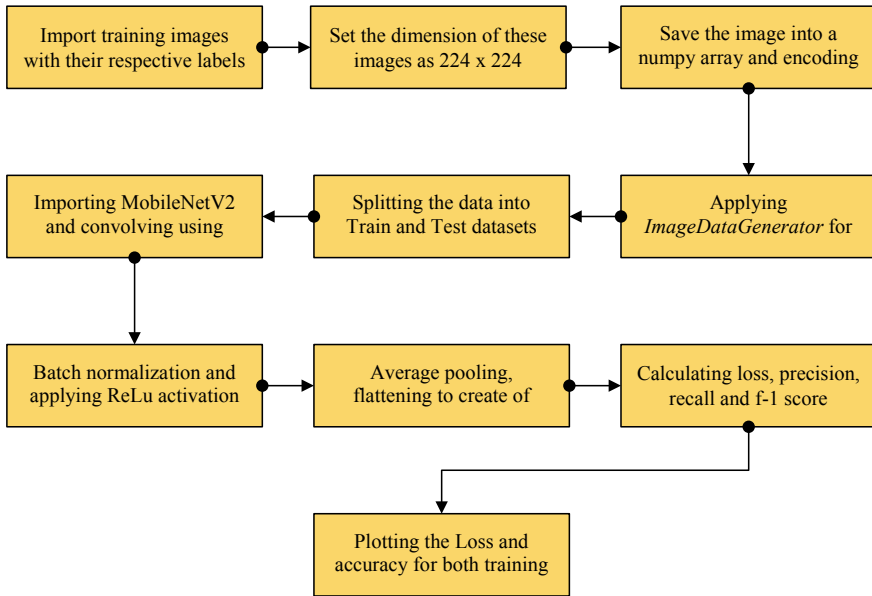 Import training images
with their respective labels
Set the dimension of these
images as 224 x 224
Save the image into a
numpy array and encoding
Applying
ImageDataGenerator for
Splitting the data into
Train and Test datasets
Importing MobileNetV2
and convolving using
Batch normalization and
applying ReLu activation
Average pooling,
flattening to create of
Calculating loss, precision,
recall and f-1 score
Plotting the Loss and
accuracy for both training